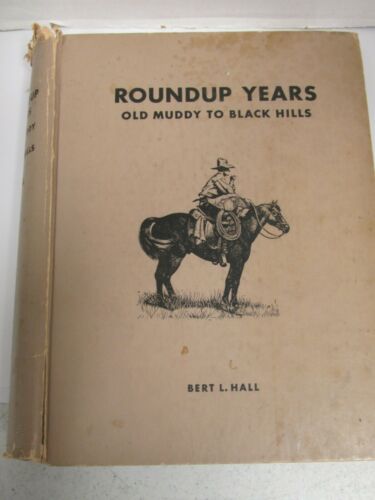 ROUNDUP YEARS
OLD MUDDY TO BLACK HILLS
BERT L. HALL